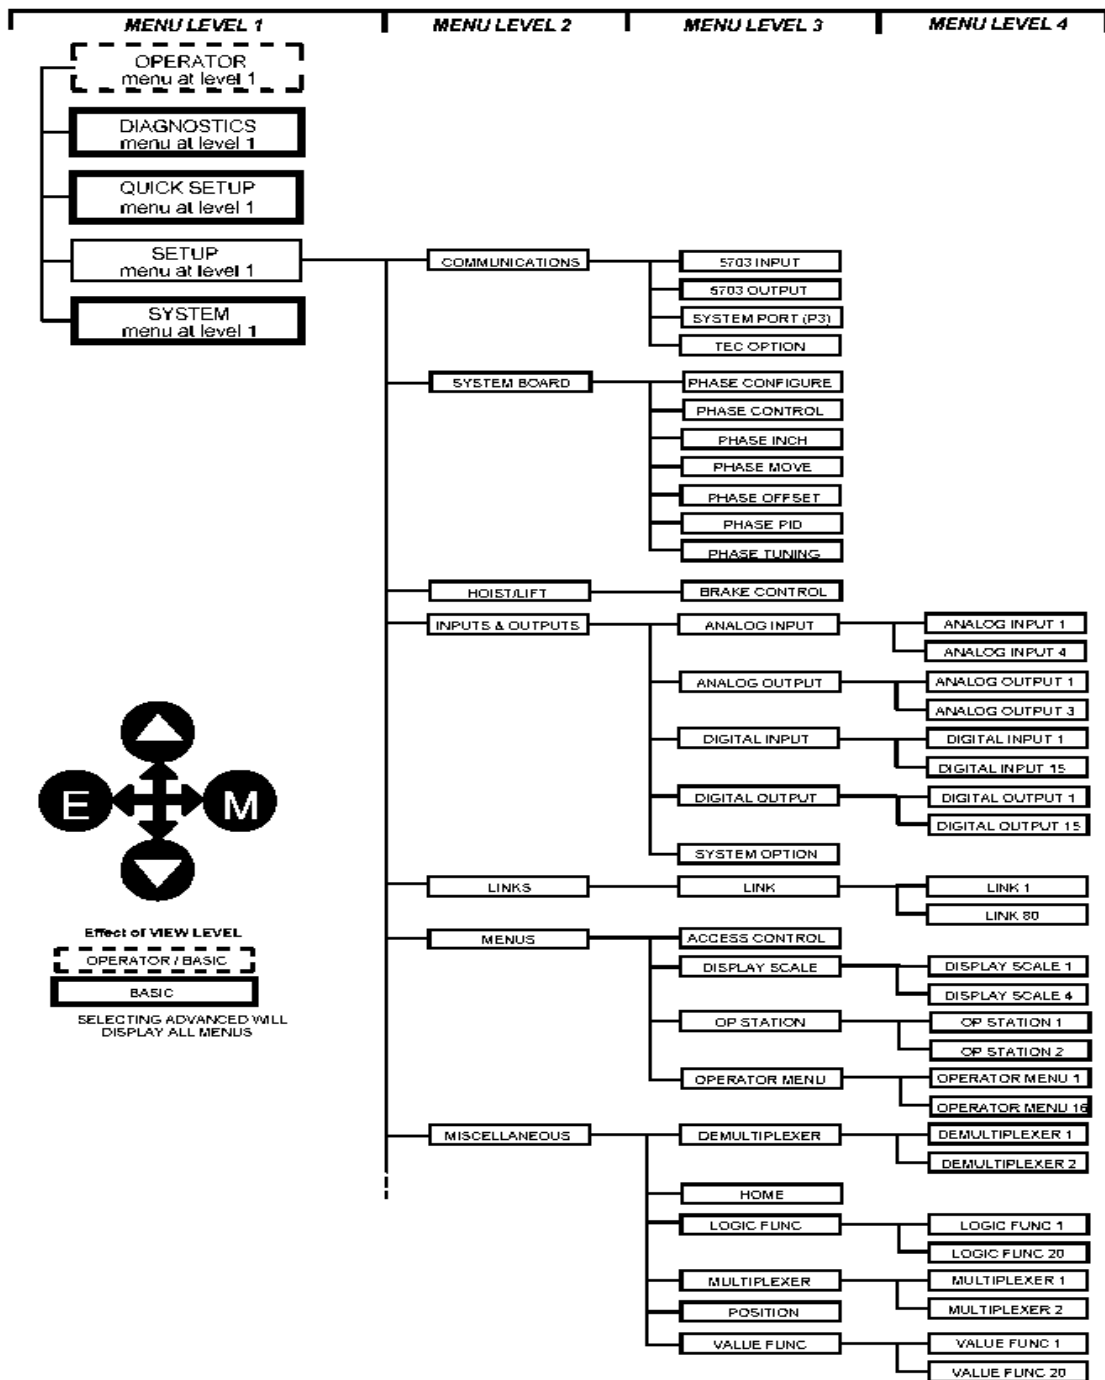 MENU LEVEL 1 MENU LEVEL 2 MENU LEVEL 3 MENU LEVEL 4
OPERATOR
menu at level 1
DIAGNOSTICS
menu at level 1
QUICK SETUP
menu at level 1
SETUP
menu at level 1
SYSTEM
menu at level 1
COMMUNICATIONS
5703 INPUT
5703 OUTPUT
SYSTEM PORT (P3)
TEC OPTION
SYSTEM BOARD
PHASE CONFIGURE
PHASE CONTROL
PHASE INCH
PHASE MOVE
PHASE OFFSET
PHASE PID
PHASE TUNING
HOIST/LIFT
BRAKE CONTROL
INPUTS & OUTPUTS
ANALOG INPUT
ANALOG INPUT 1
ANALOG INPUT 4
ANALOG OUTPUT
ANALOG OUTPUT 1
ANALOG OUTPUT 3
DIGITAL INPUT
DIGITAL INPUT 1
DIGITAL INPUT 15
DIGITAL OUTPUT
DIGITAL OUTPUT 1
DIGITAL OUTPUT 15
SYSTEM OPTION
LINKS
LINK
LINK 1
LINK 80
MENUS
ACCESS CONTROL
DISPLAY SCALE
DISPLAY SCALE 1
DISPLAY SCALE 4
OP STATION
OP STATION 1
OP STATION 2
OPERATOR MENU
OPERATOR MENU 1
OPERATOR MENU 16
MISCELLANEOUS
DEMULTIPLEXER
DEMULTIPLEXER 1
DEMULTIPLEXER 2
HOME
LOGIC FUNC
LOGIC FUNC 1
LOGIC FUNC 20
MULTIPLEXER
MULTIPLEXER 1
MULTIPLEXER 2
POSITION
VALUE FUNC
VALUE FUNC 1
VALUE FUNC 20
E M
Effect of VIEW LEVEL
OPERATOR / BASIC
BASIC
SELECTING ADVANCED WILL
DISPLAY ALL MENUS